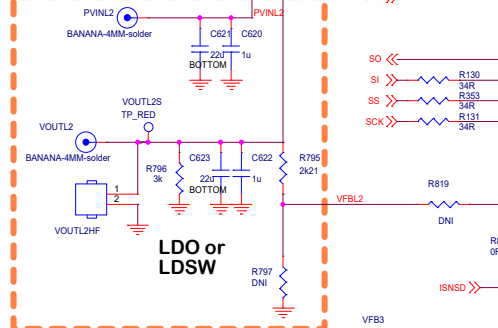 PVINL2
PVINL2
BANANA-4MM-solder
C621
C620
22u
1u
BOTTOM
SO
SI
R130
34R
SS
R353
34R
SCK
R131
34R
VOUTL2S
TP_RED
VOUTL2
BANANA-4MM-solder
R796
3k
C623
22u
BOTTOM
C622
1u
R795
2k21
1
2
VOUTL2HF
VFBL2
R819
DNI
LDO or
LDSW
R797
DNI
ISNSD
VFB3